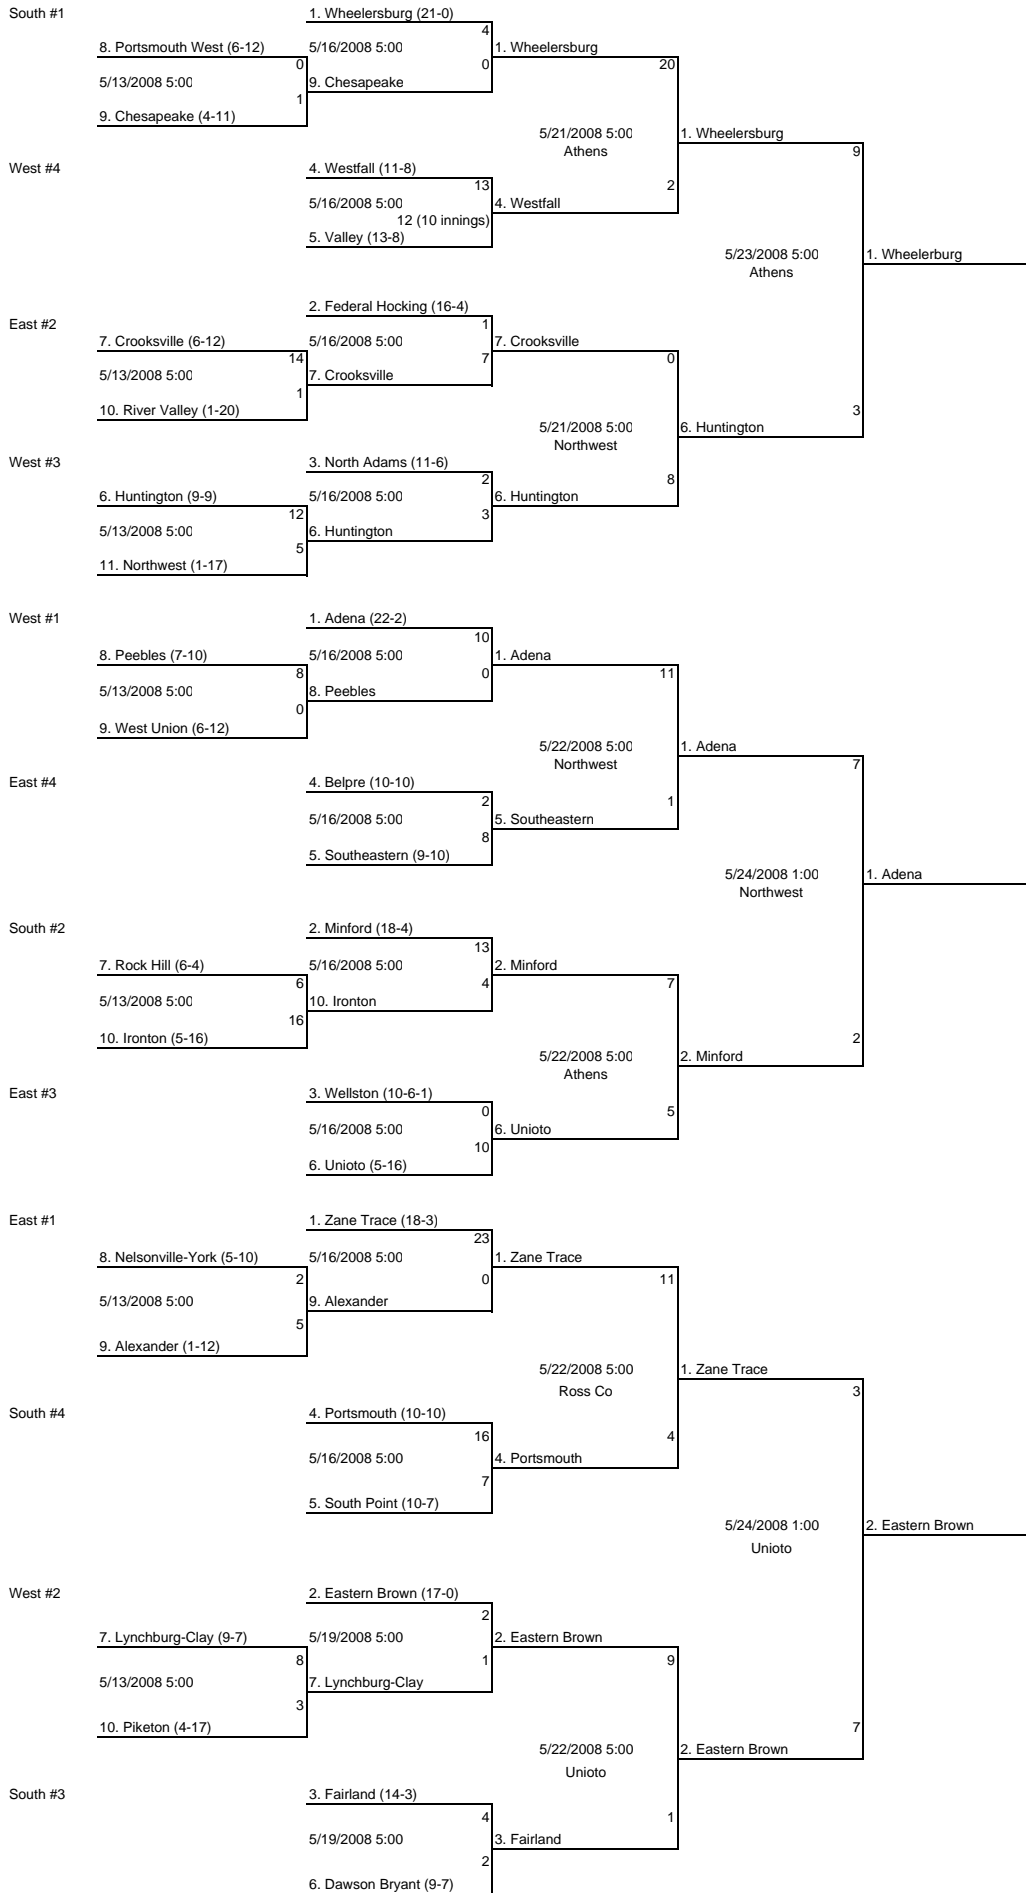 South #1
1. Wheelersburg (21-0)
4
8. Portsmouth West (6-12)
5/16/2008 5:00
1. Wheelersburg
0
0
20
5/13/2008 5:00
9. Chesapeake
1
9. Chesapeake (4-11)
5/21/2008 5:00
1. Wheelersburg
Athens
9
West #4
4. Westfall (11-8)
13
2
5/16/2008 5:00
4. Westfall
12 (10 innings)
5. Valley (13-8)
5/23/2008 5:00
1. Wheelerburg
Athens
2. Federal Hocking (16-4)
East #2
1
7. Crooksville (6-12)
5/16/2008 5:00
7. Crooksville
14
7
0
5/13/2008 5:00
7. Crooksville
1
10. River Valley (1-20)
3
5/21/2008 5:00
6. Huntington
Northwest
West #3
3. North Adams (11-6)
2
8
6. Huntington (9-9)
5/16/2008 5:00
6. Huntington
12
3
5/13/2008 5:00
6. Huntington
5
11. Northwest (1-17)
West #1
1. Adena (22-2)
10
8. Peebles (7-10)
5/16/2008 5:00
1. Adena
8
0
11
5/13/2008 5:00
8. Peebles
0
9. West Union (6-12)
5/22/2008 5:00
1. Adena
Northwest
7
East #4
4. Belpre (10-10)
2
1
5/16/2008 5:00
5. Southeastern
8
5. Southeastern (9-10)
5/24/2008 1:00
1. Adena
Northwest
South #2
2. Minford (18-4)
13
7. Rock Hill (6-4)
5/16/2008 5:00
2. Minford
6
4
7
5/13/2008 5:00
10. Ironton
16
10. Ironton (5-16)
2
5/22/2008 5:00
2. Minford
Athens
East #3
3. Wellston (10-6-1)
0
5
5/16/2008 5:00
6. Unioto
10
6. Unioto (5-16)
East #1
1. Zane Trace (18-3)
23
8. Nelsonville-York (5-10)
5/16/2008 5:00
1. Zane Trace
2
0
11
5/13/2008 5:00
9. Alexander
5
9. Alexander (1-12)
5/22/2008 5:00
1. Zane Trace
Ross Co
3
South #4
4. Portsmouth (10-10)
16
4
5/16/2008 5:00
4. Portsmouth
7
5. South Point (10-7)
5/24/2008 1:00
2. Eastern Brown
Unioto
West #2
2. Eastern Brown (17-0)
2
7. Lynchburg-Clay (9-7)
5/19/2008 5:00
2. Eastern Brown
8
1
9
5/13/2008 5:00
7. Lynchburg-Clay
3
10. Piketon (4-17)
7
5/22/2008 5:00
2. Eastern Brown
Unioto
South #3
3. Fairland (14-3)
4
1
5/19/2008 5:00
3. Fairland
2
6. Dawson Bryant (9-7)